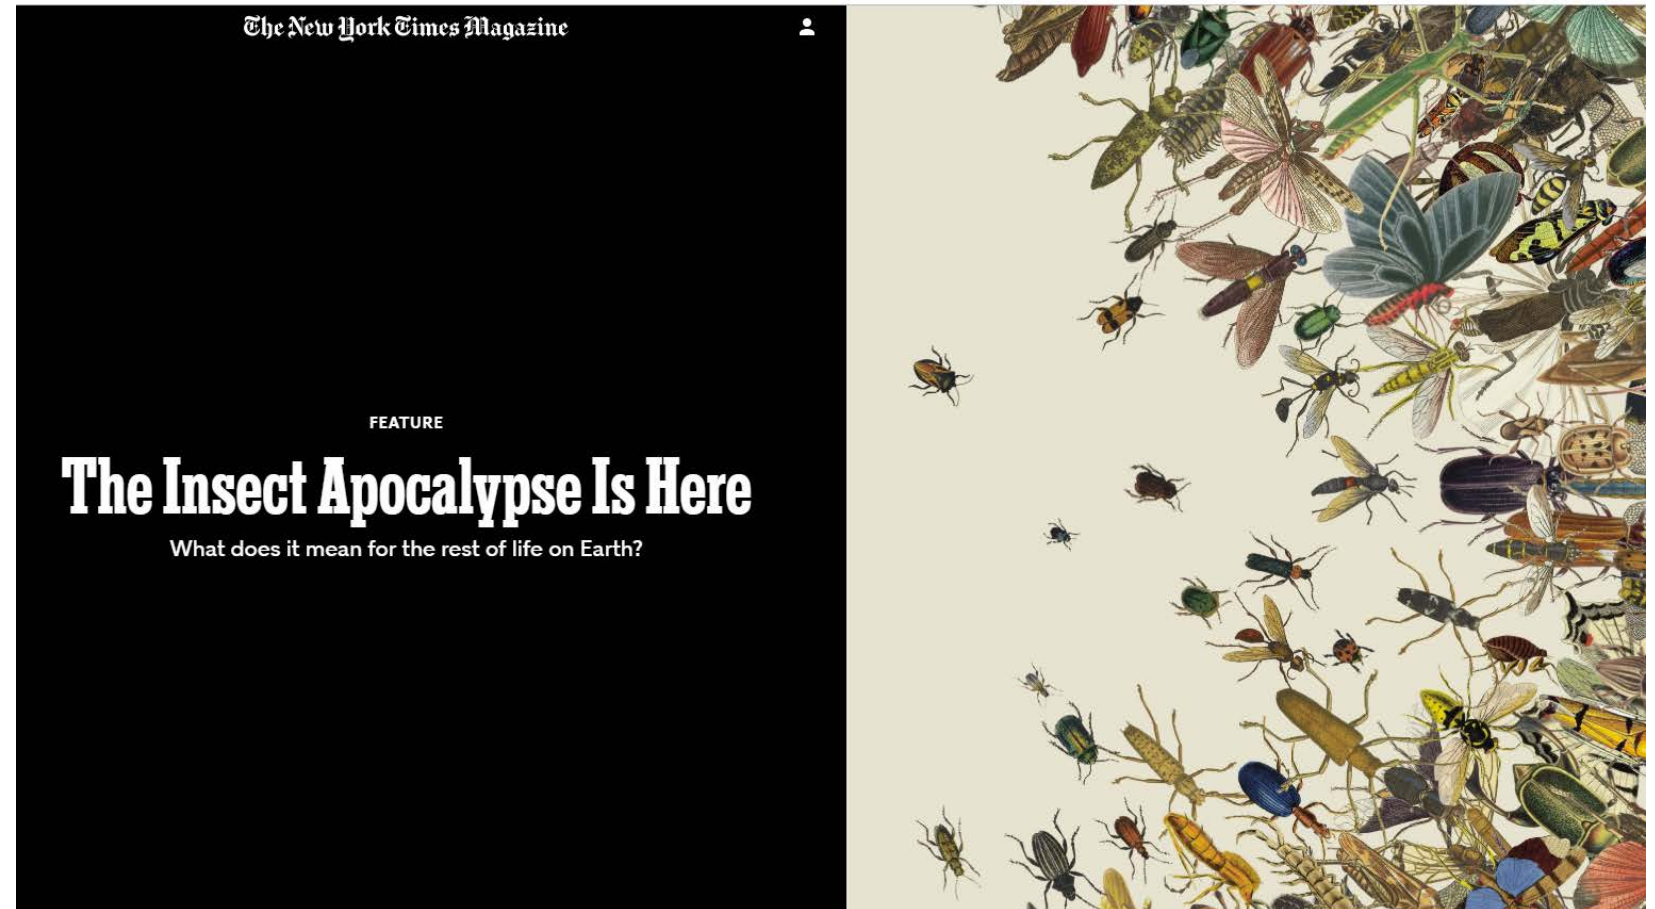 The New York Times Magazine
FEATURE
The Insect Apocalypse Is Here
What does it mean for the rest of life on Earth?